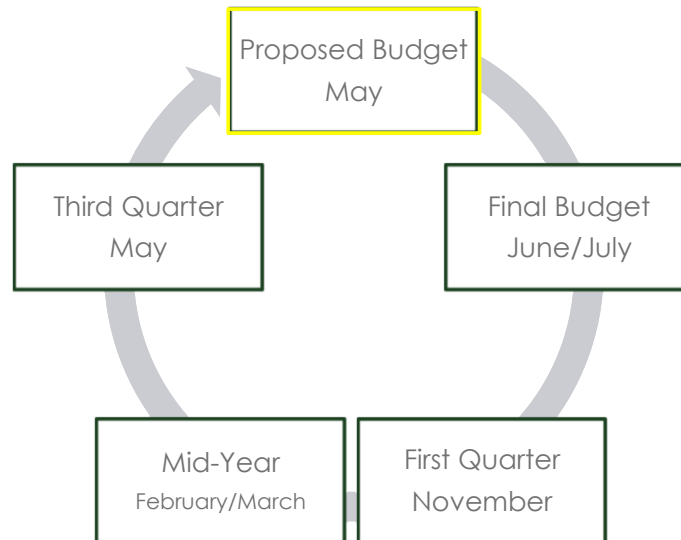 Proposed Budget
May
Final Budget
June/July
First Quarter
November
Mid-Year
February/March
Third Quarter
May